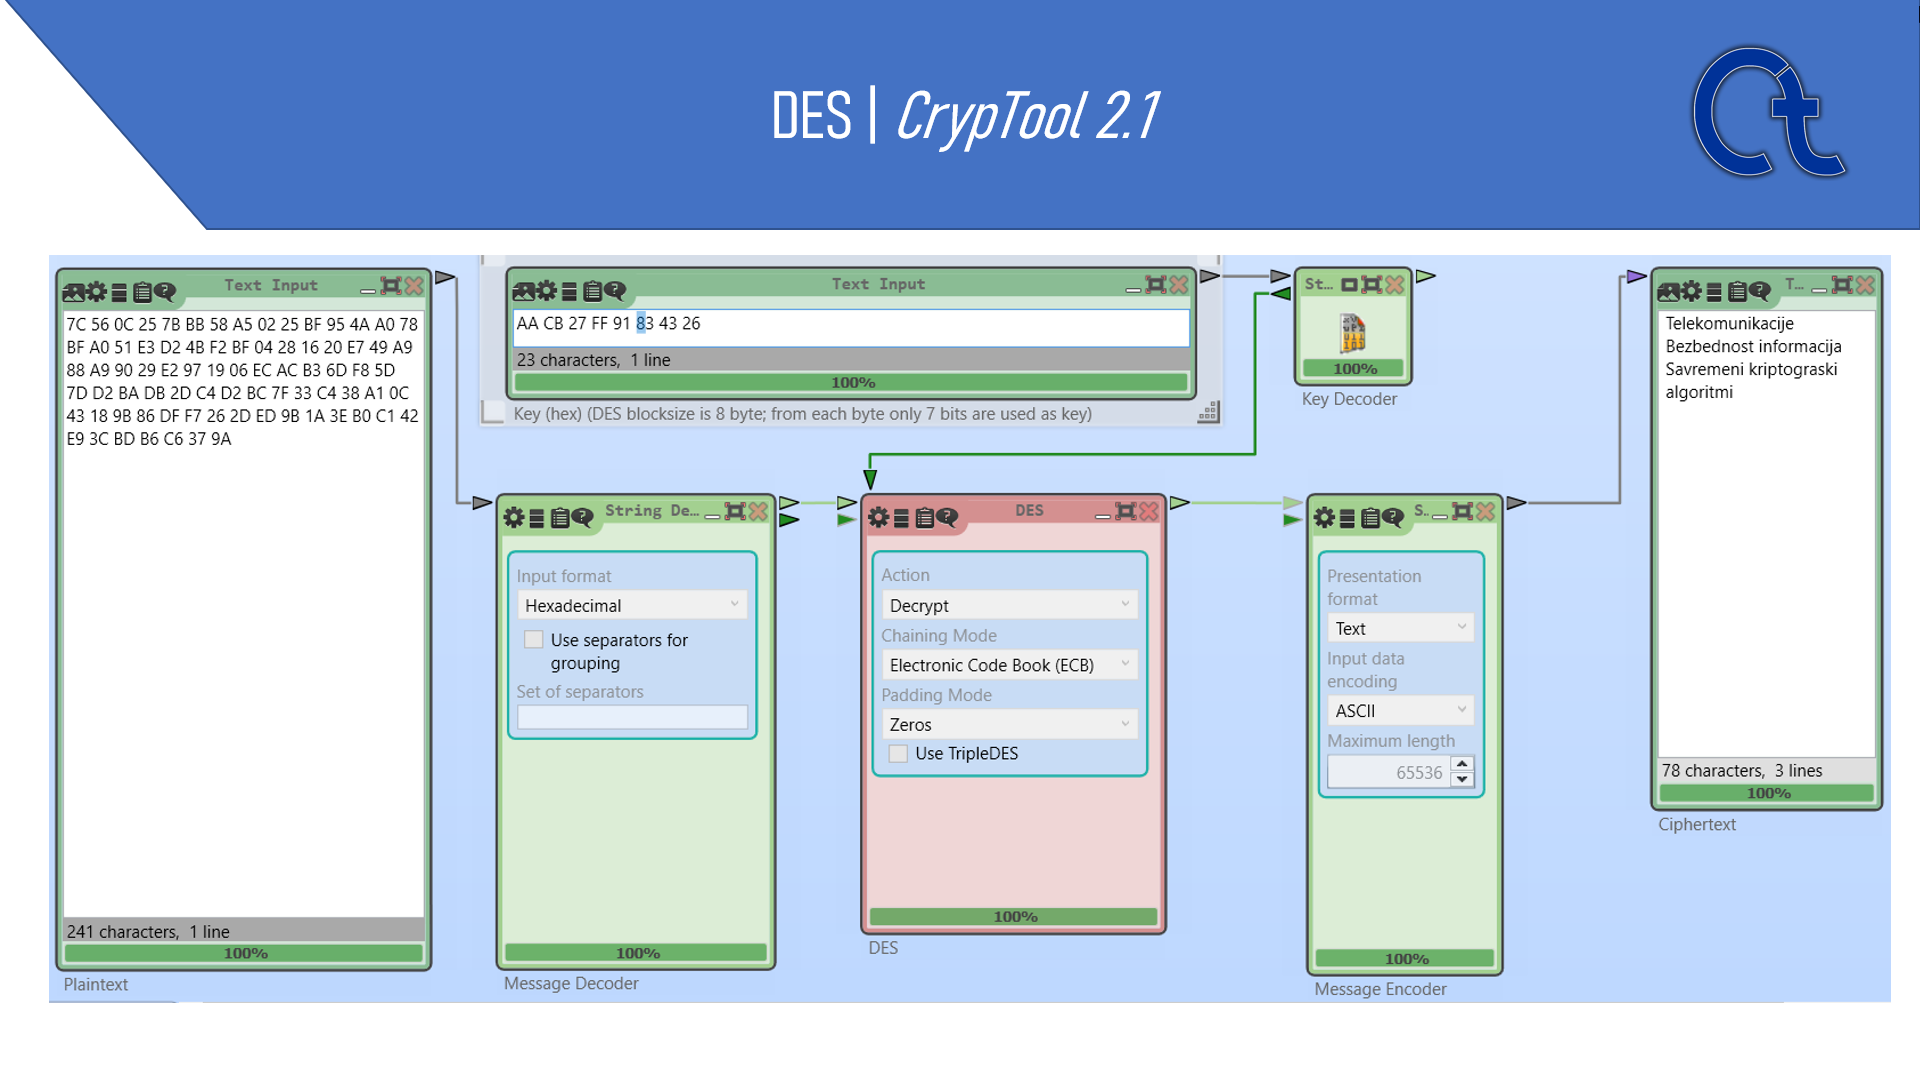 DES | CrypTool 2.1
Ct
Text Input
7C 56 0C 25 7B BB 58 A5 02 25 BF 95 4A A0 78
BF A0 51 E3 D2 4B F2 BF 04 28 16 20 E7 49 A9
88 A9 90 29 E2 97 19 06 EC AC B3 6D F8 5D
7D D2 BA DB 2D C4 D2 BC 7F 33 C4 38 A1 0C
43 18 9B 86 DF F7 26 2D ED 9B 1A 3E B0 C1 42
E9 3C BD B6 C6 37 9A
241 characters,  1 line
100%
Plaintext
Text Input
AA CB 27 FF 91 83 43 26
23 characters,  1 line
100%
Key (hex) (DES blocksize is 8 byte; from each byte only 7 bits are used as key)
St...
100%
Key Decoder
String De...
Input format
Hexadecimal
Use separators for
grouping
Set of separators
100%
Message Decoder
DES
Action
Decrypt
Chaining Mode
Electronic Code Book (ECB)
Padding Mode
Zeros
Use TripleDES
100%
DES
S..
Presentation
format
Text
Input data
encoding
ASCII
Maximum length
65536
100%
Message Encoder
T...
Telekomunikacije
Bezbednost informacija
Savremeni kriptograski
algoritmi
78 characters,  3 lines
100%
Ciphertext